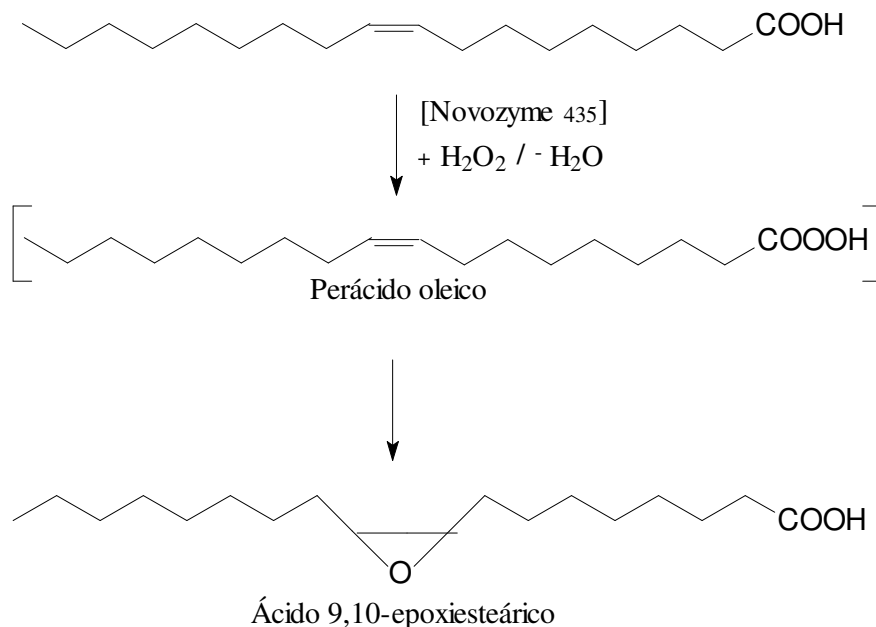 COOH
[Novozyme 435]
+ H₂O₂ / - H₂O
COOOH
Perácido oleico
COOH
O
Ácido 9,10-epoxiesteárico